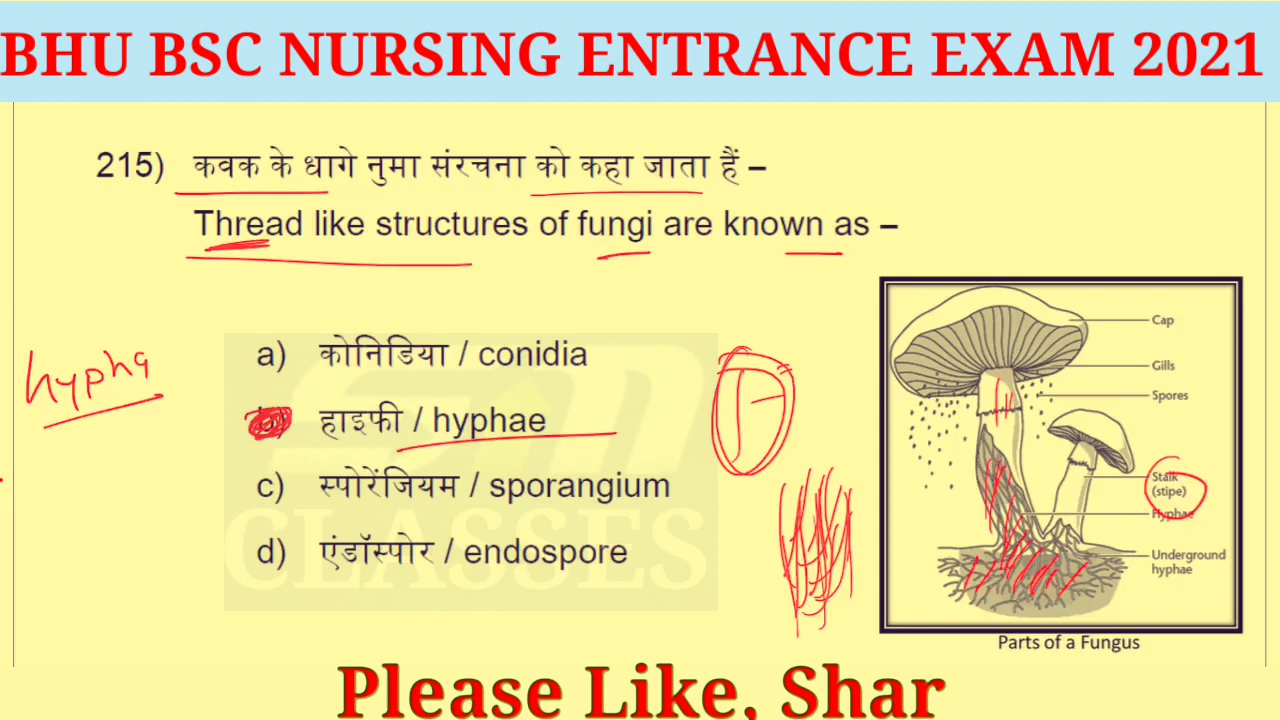 BHU BSC NURSING ENTRANCE EXAM 2021
215) कवक के धागे नुमा संरचना को कहा जाता हैं –
Thread like structures of fungi are known as –
a) कोनिडिया / conidia
b) हाइफी / hyphae
c) स्पोरेंजियम / sporangium
d) एंडॉस्पोर / endospore
hypha
CLASSES
Cap
Gills
Spores
Stalk
(stipe)
Hyphae
Underground
hyphae
Parts of a Fungus
Please Like, Shar